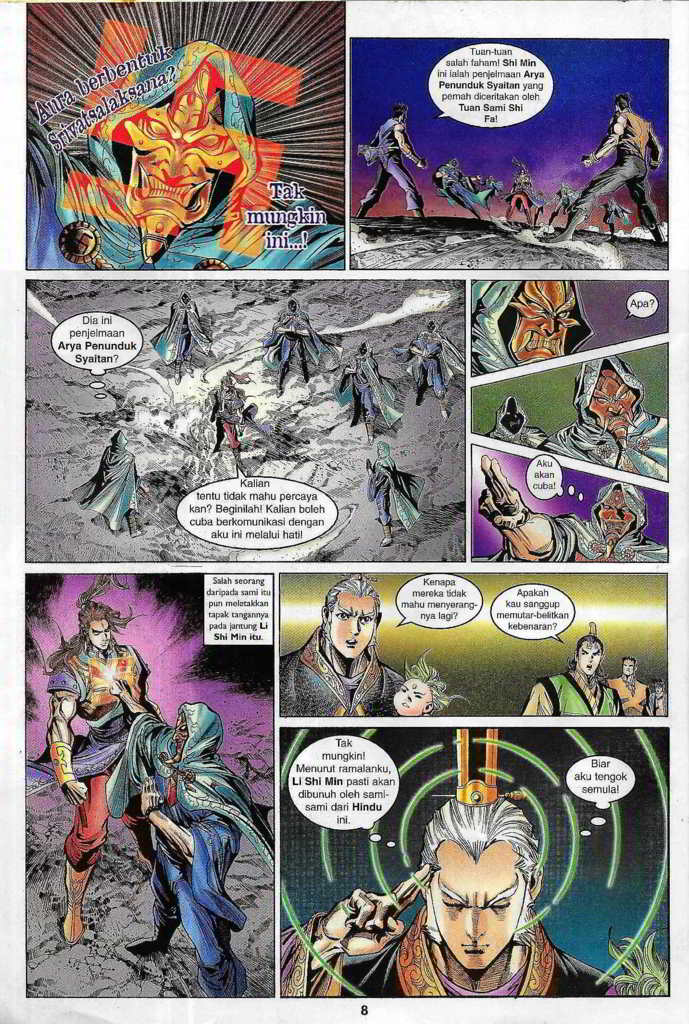 Aura berbentuk
Srivatsalaksana?
Tak
mungkin
ini...!
Tuan-tuan
salah faham! Shi Min
ini ialah penjelmaan Arya
Penunduk Syaitan yang
pernah diceritakan oleh
Tuan Sami Shi
Fa!
Dia ini
penjelmaan
Arya Penunduk
Syaitan?
Kalian
tentu tidak mahu percaya
kan? Beginilah! Kalian boleh
cuba berkomunikasi dengan
aku ini melalui hati!
Apa?
Aku
akan
cuba!
Salah seorang
daripada sami itu
pun meletakkan
tapak tangannya
pada jantung Li
Shi Min itu.
Kenapa
mereka tidak
mahu menyerang-
nya lagi?
Apakah
kau sanggup
memutar-belitkan
kebenaran?
Tak
mungkin!
Menurut ramalanku,
Li Shi Min pasti akan
dibunuh oleh sami-
sami dari Hindu
ini.
Biar
aku tengok
semula!
8